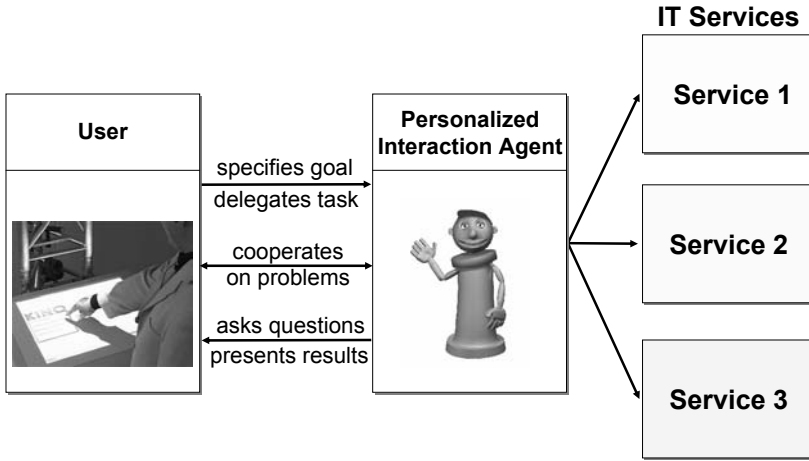 IT Services
User
Personalized
Interaction Agent
specifies goal
delegates task
cooperates
on problems
asks questions
presents results
KINO
Service 1
Service 2
Service 3